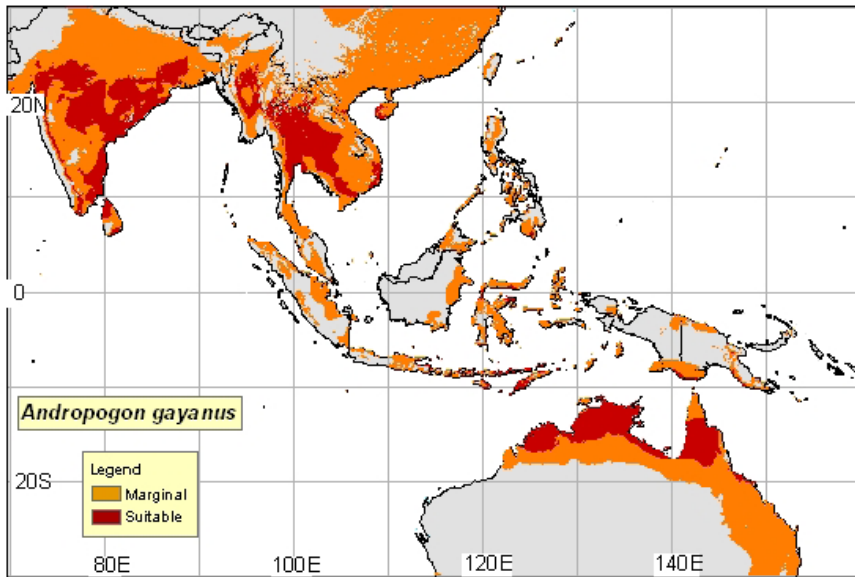 20N
0
Andropogon gayanus
Legend
Marginal
Suitable
20S
80E 100E 120E 140E